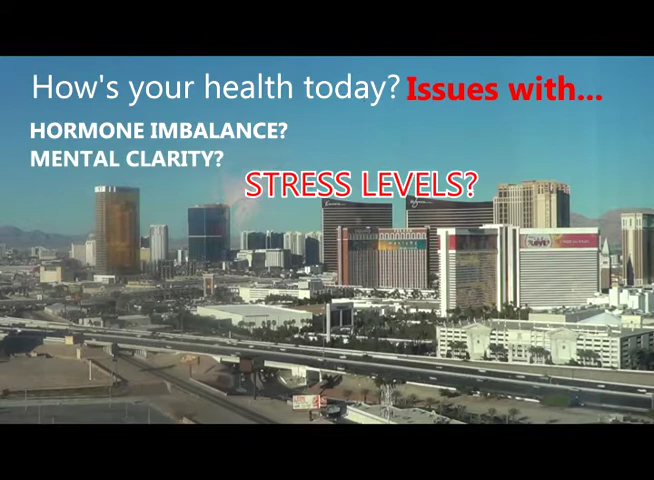 How's your health today? Issues with...
HORMONE IMBALANCE?
MENTAL CLARITY?
STRESS LEVELS?